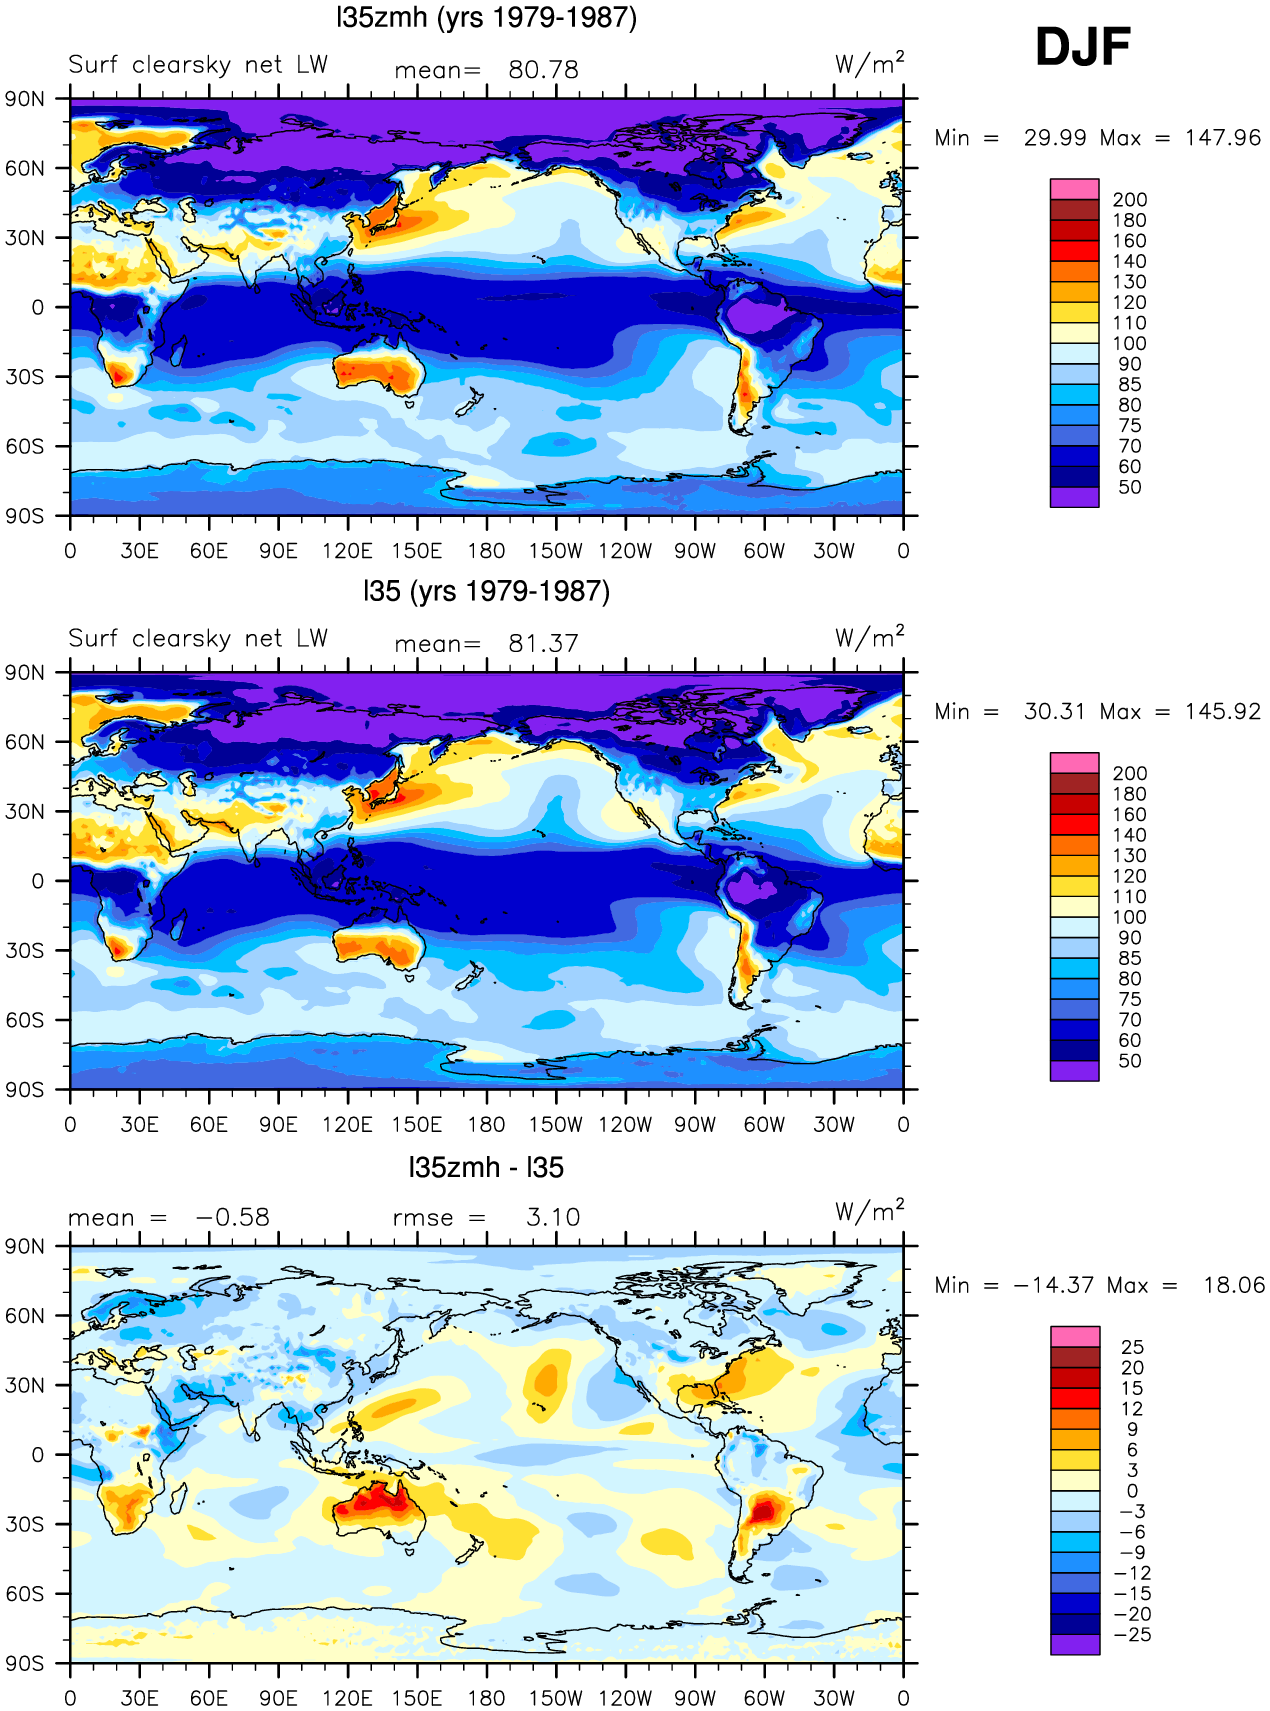 l35zmh (yrs 1979-1987)
DJF
Surf clearsky net LW mean= 80.78 W/m²
Min = 29.99 Max = 147.96
90N
60N
30N
0
30S
60S
90S
0 30E 60E 90E 120E 150E 180 150W 120W 90W 60W 30W 0
200
180
160
140
130
120
110
100
90
85
80
75
70
60
50
l35 (yrs 1979-1987)
Surf clearsky net LW mean= 81.37 W/m²
Min = 30.31 Max = 145.92
90N
60N
30N
0
30S
60S
90S
0 30E 60E 90E 120E 150E 180 150W 120W 90W 60W 30W 0
200
180
160
140
130
120
110
100
90
85
80
75
70
60
50
l35zmh - l35
mean = −0.58 rmse = 3.10 W/m²
Min = −14.37 Max = 18.06
90N
60N
30N
0
30S
60S
90S
0 30E 60E 90E 120E 150E 180 150W 120W 90W 60W 30W 0
25
20
15
12
9
6
3
0
−3
−6
−9
−12
−15
−20
−25